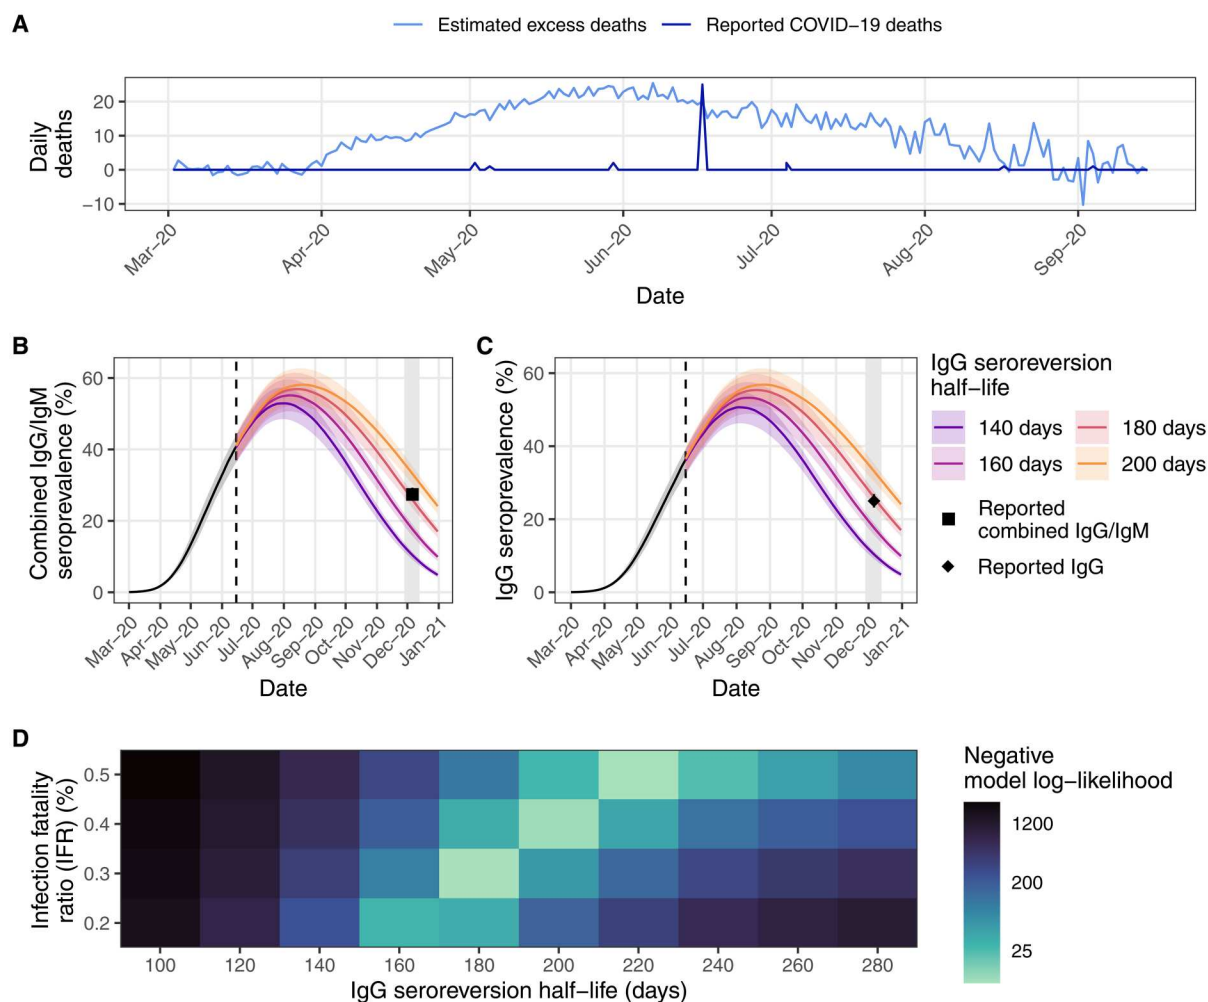 A
Estimated excess deaths
Reported COVID−19 deaths
Daily
deaths
20
10
0
−10
Mar−20
Apr−20
May−20
Jun−20
Jul−20
Aug−20
Sep−20
Date
B
Combined IgG/IgM
seroprevalence (%)
60
40
20
0
Mar−20
Apr−20
May−20
Jun−20
Jul−20
Aug−20
Sep−20
Oct−20
Nov−20
Dec−20
Jan−21
Date
C
IgG seroprevalence (%)
60
40
20
0
Mar−20
Apr−20
May−20
Jun−20
Jul−20
Aug−20
Sep−20
Oct−20
Nov−20
Dec−20
Jan−21
Date
IgG seroreversion
half−life
140 days
180 days
160 days
200 days
Reported
combined IgG/IgM
Reported IgG
D
Infection fatality
ratio (IFR) (%)
0.5
0.4
0.3
0.2
100 120 140 160 180 200 220 240 260 280
IgG seroreversion half−life (days)
Negative
model log−likelihood
1200
200
25